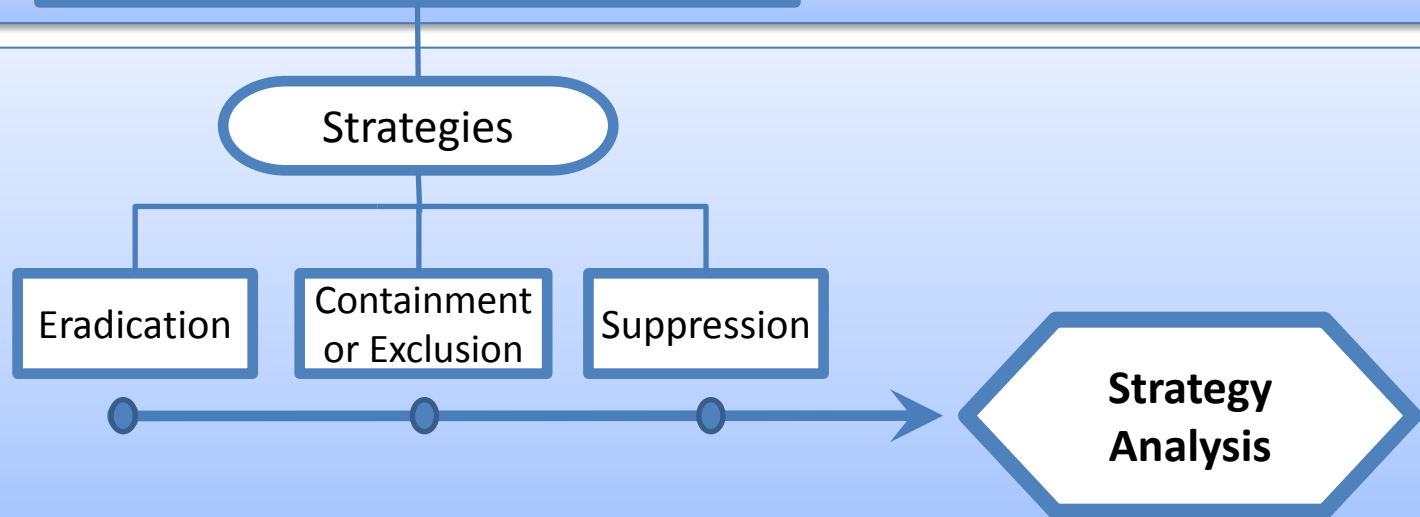 Strategies
Eradication
Containment
or Exclusion
Suppression
Strategy
Analysis